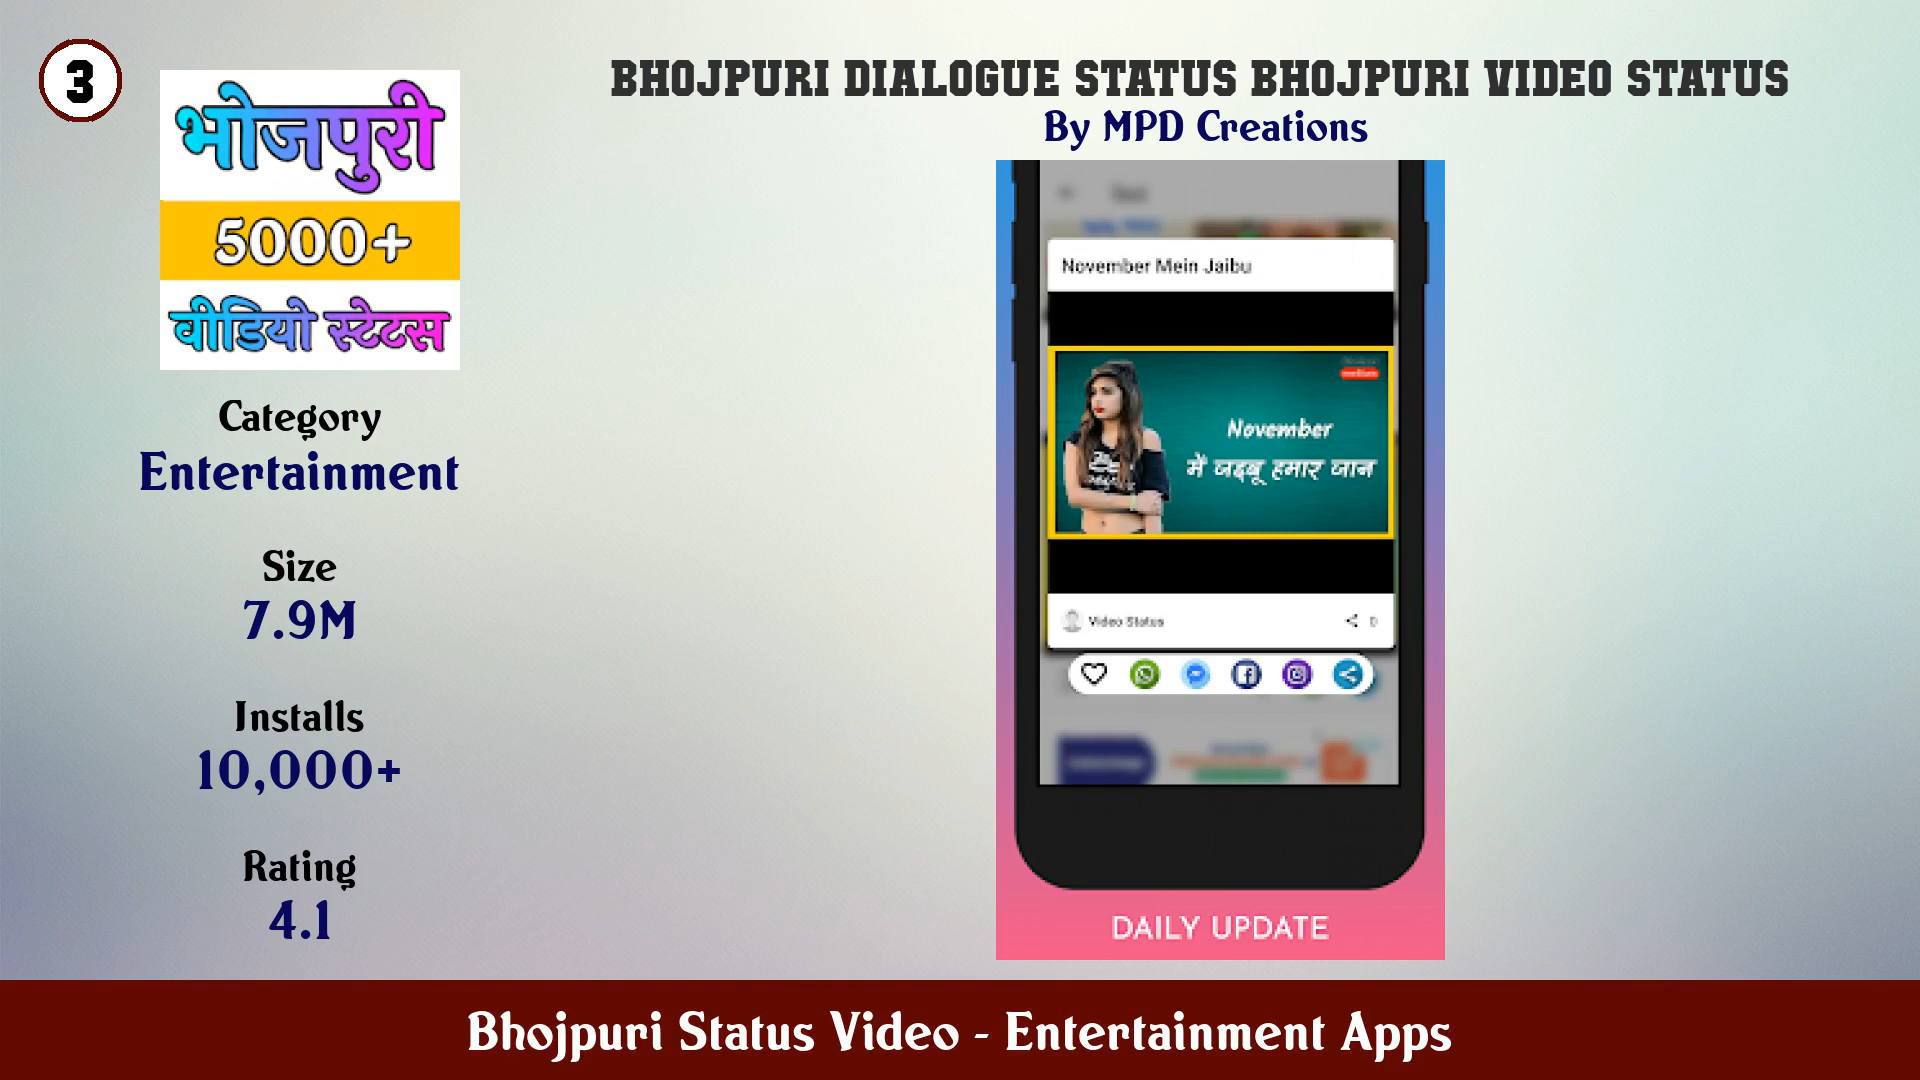 3
भोजपुरी
5000+
वीडियो स्टेटस
Category
Entertainment
Size
7.9M
Installs
10,000+
Rating
4.1
BHOJPURI DIALOGUE STATUS BHOJPURI VIDEO STATUS
By MPD Creations
November Mein Jaibu
November
में जइबू हमार जान
Video Status
0
DAILY UPDATE
Bhojpuri Status Video - Entertainment Apps